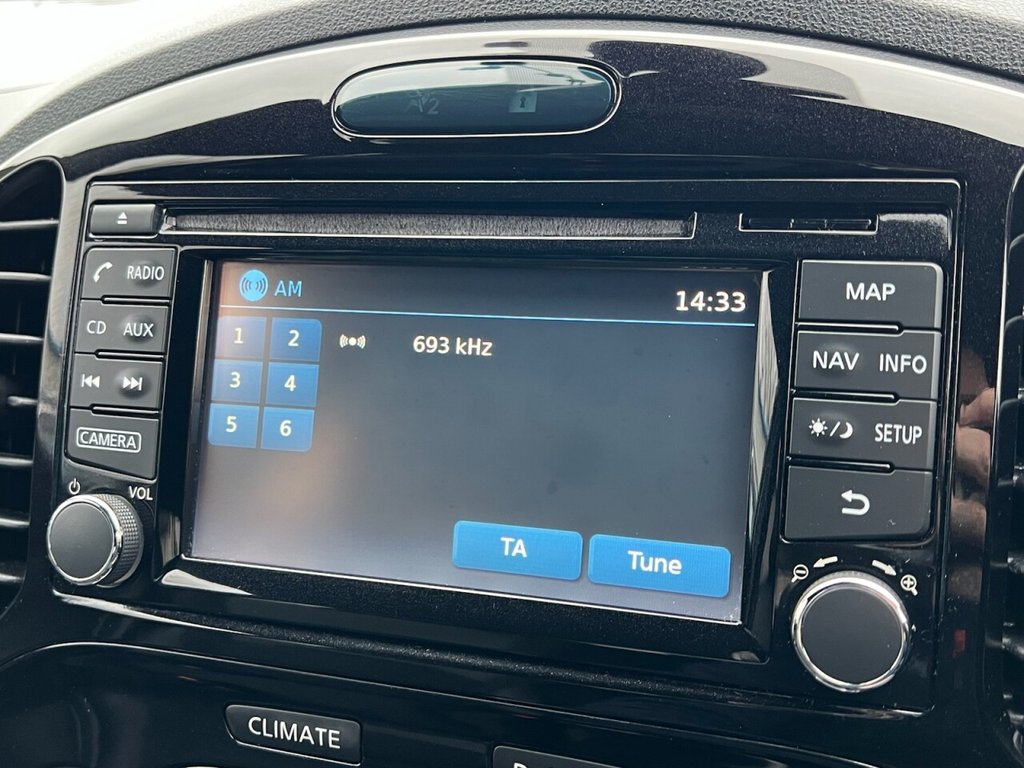 RADIO
CD AUX
CAMERA
VOL
AM
14:33
1 2
693 kHz
3 4
5 6
TA
Tune
MAP
NAV INFO
SETUP
CLIMATE